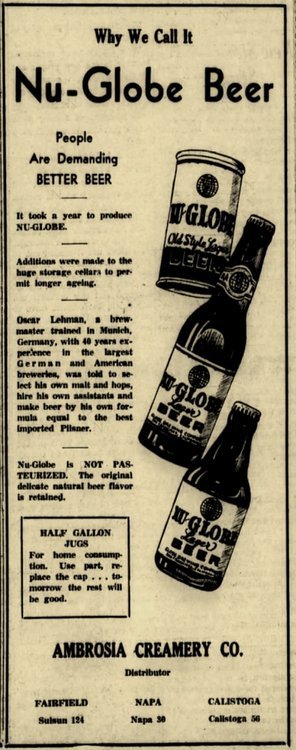 Why We Call It
Nu-Globe Beer
People
Are Demanding
BETTER BEER
It took a year to produce
NU-GLOBE.
Additions were made to the
huge storage cellars to per-
mit longer ageing.
Oscar Lehman, a brew-
master trained in Munich,
Germany, with 40 years ex-
perience in the largest
German and American
breweries, was told to se-
lect his own malt and hops,
hire his own assistants and
make beer by his own for-
mula equal to the best
imported Pilsner.
Nu-Globe is NOT PAS-
TEURIZED. The original
delicate natural beer flavor
is retained.
HALF GALLON
JUGS
For home consump-
tion. Use part, re-
place the cap . . . to-
morrow the rest will
be good.
NU-GLOBE
Old Style Lager
BEER
NU-GLOBE
Lager
BEER
NU-GLOBE
Lager
BEER
AMBROSIA CREAMERY CO.
Distributor
FAIRFIELD NAPA CALISTOGA
Suisun 124 Napa 30 Calistoga 56